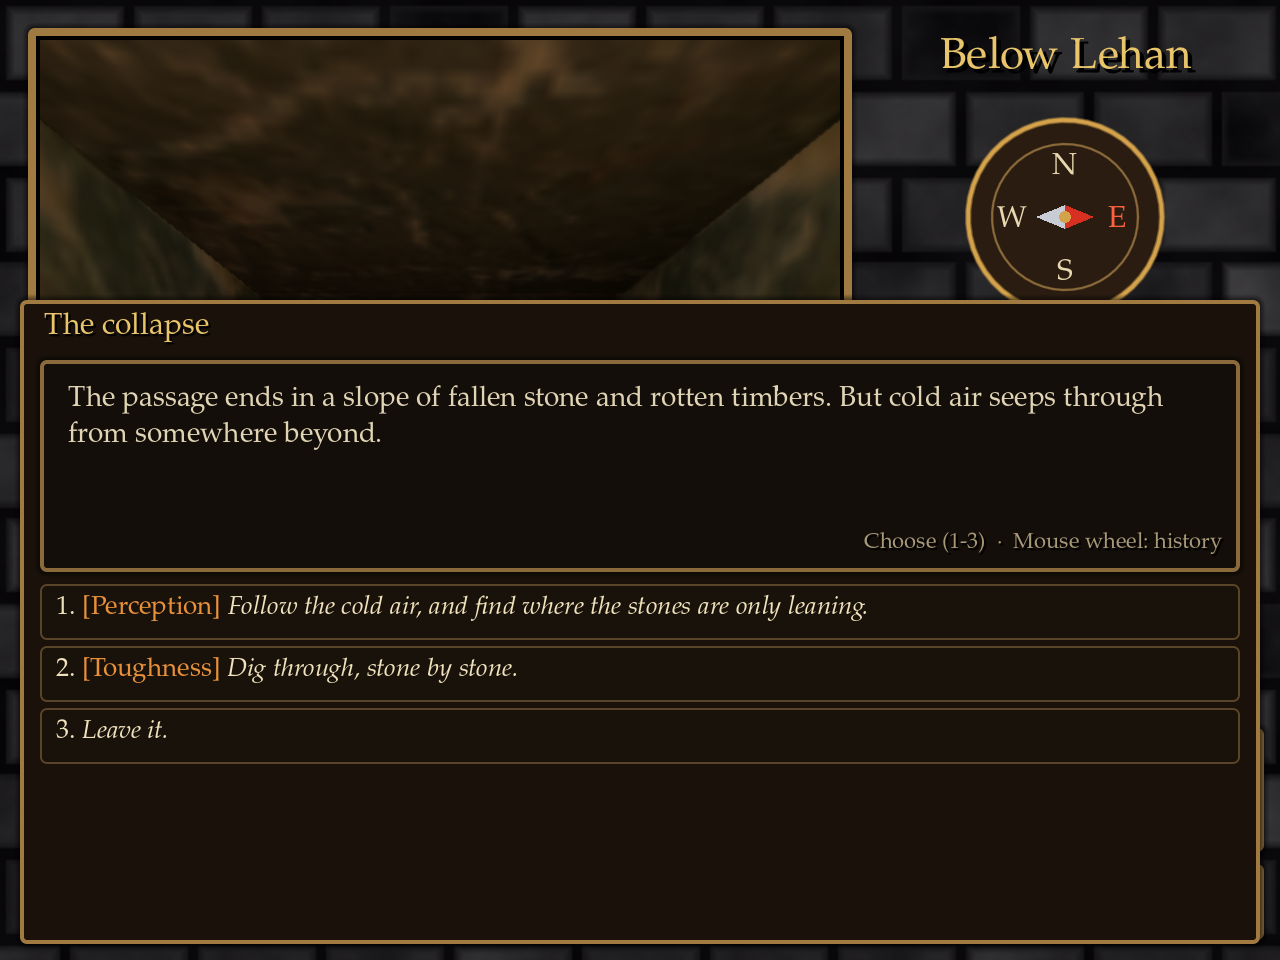 Below Lehan
N
W E
S
The collapse
The passage ends in a slope of fallen stone and rotten timbers. But cold air seeps through
from somewhere beyond.
Choose (1-3) · Mouse wheel: history
1. [Perception] Follow the cold air, and find where the stones are only leaning.
2. [Toughness] Dig through, stone by stone.
3. Leave it.